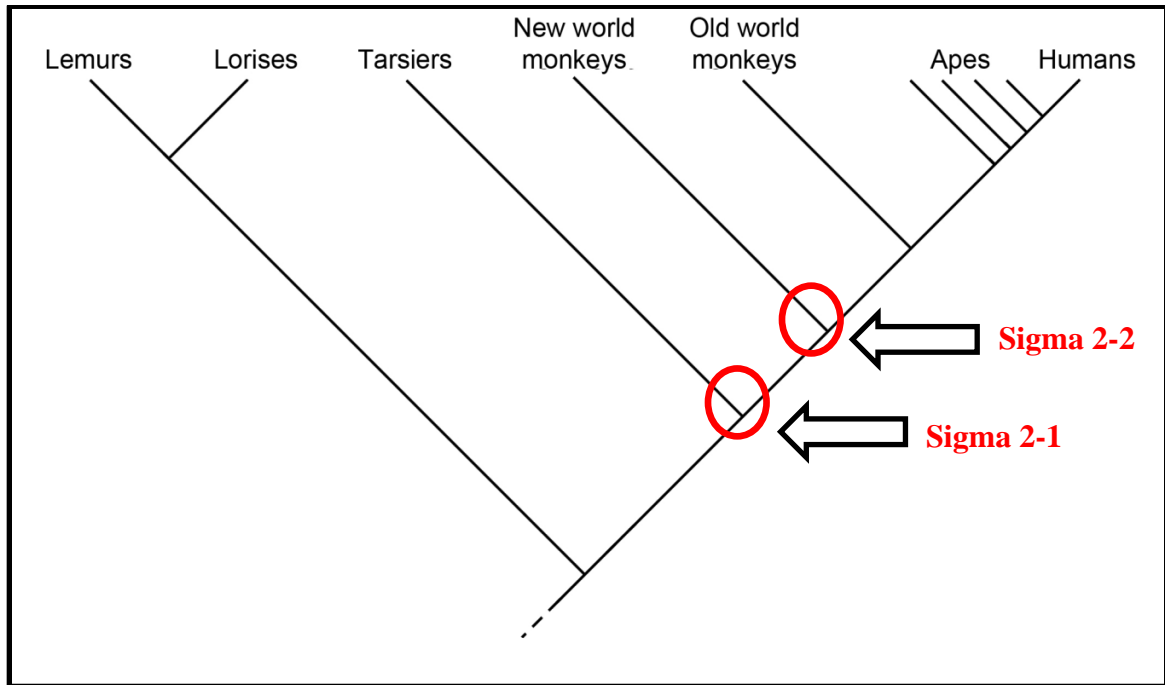 Lemurs
Lorises
Tarsiers
New world
monkeys
Old world
monkeys
Apes
Humans
Sigma 2-2
Sigma 2-1